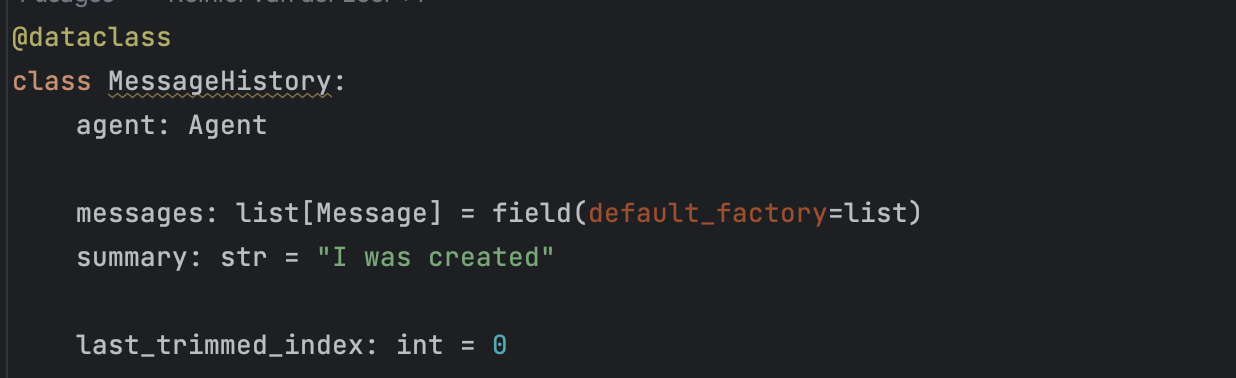 @dataclass
class MessageHistory:
    agent: Agent
    messages: list[Message] = field(default_factory=list)
    summary: str = "I was created"
    last_trimmed_index: int = 0